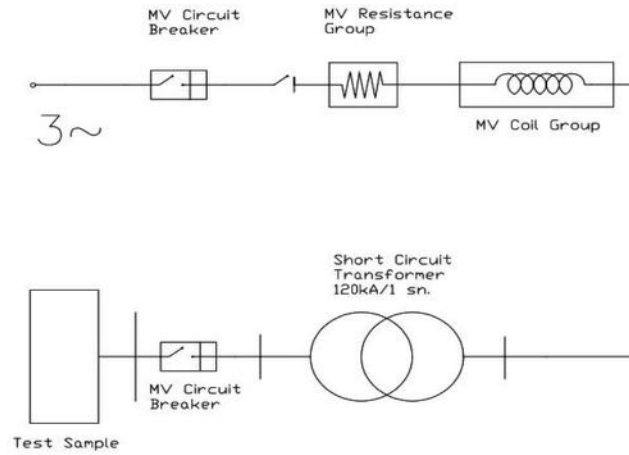 MV Circuit
Breaker
MV Resistance
Group
3~
MV Coil Group
Short Circuit
Transformer
120kA/1 sn.
MV Circuit
Breaker
Test Sample